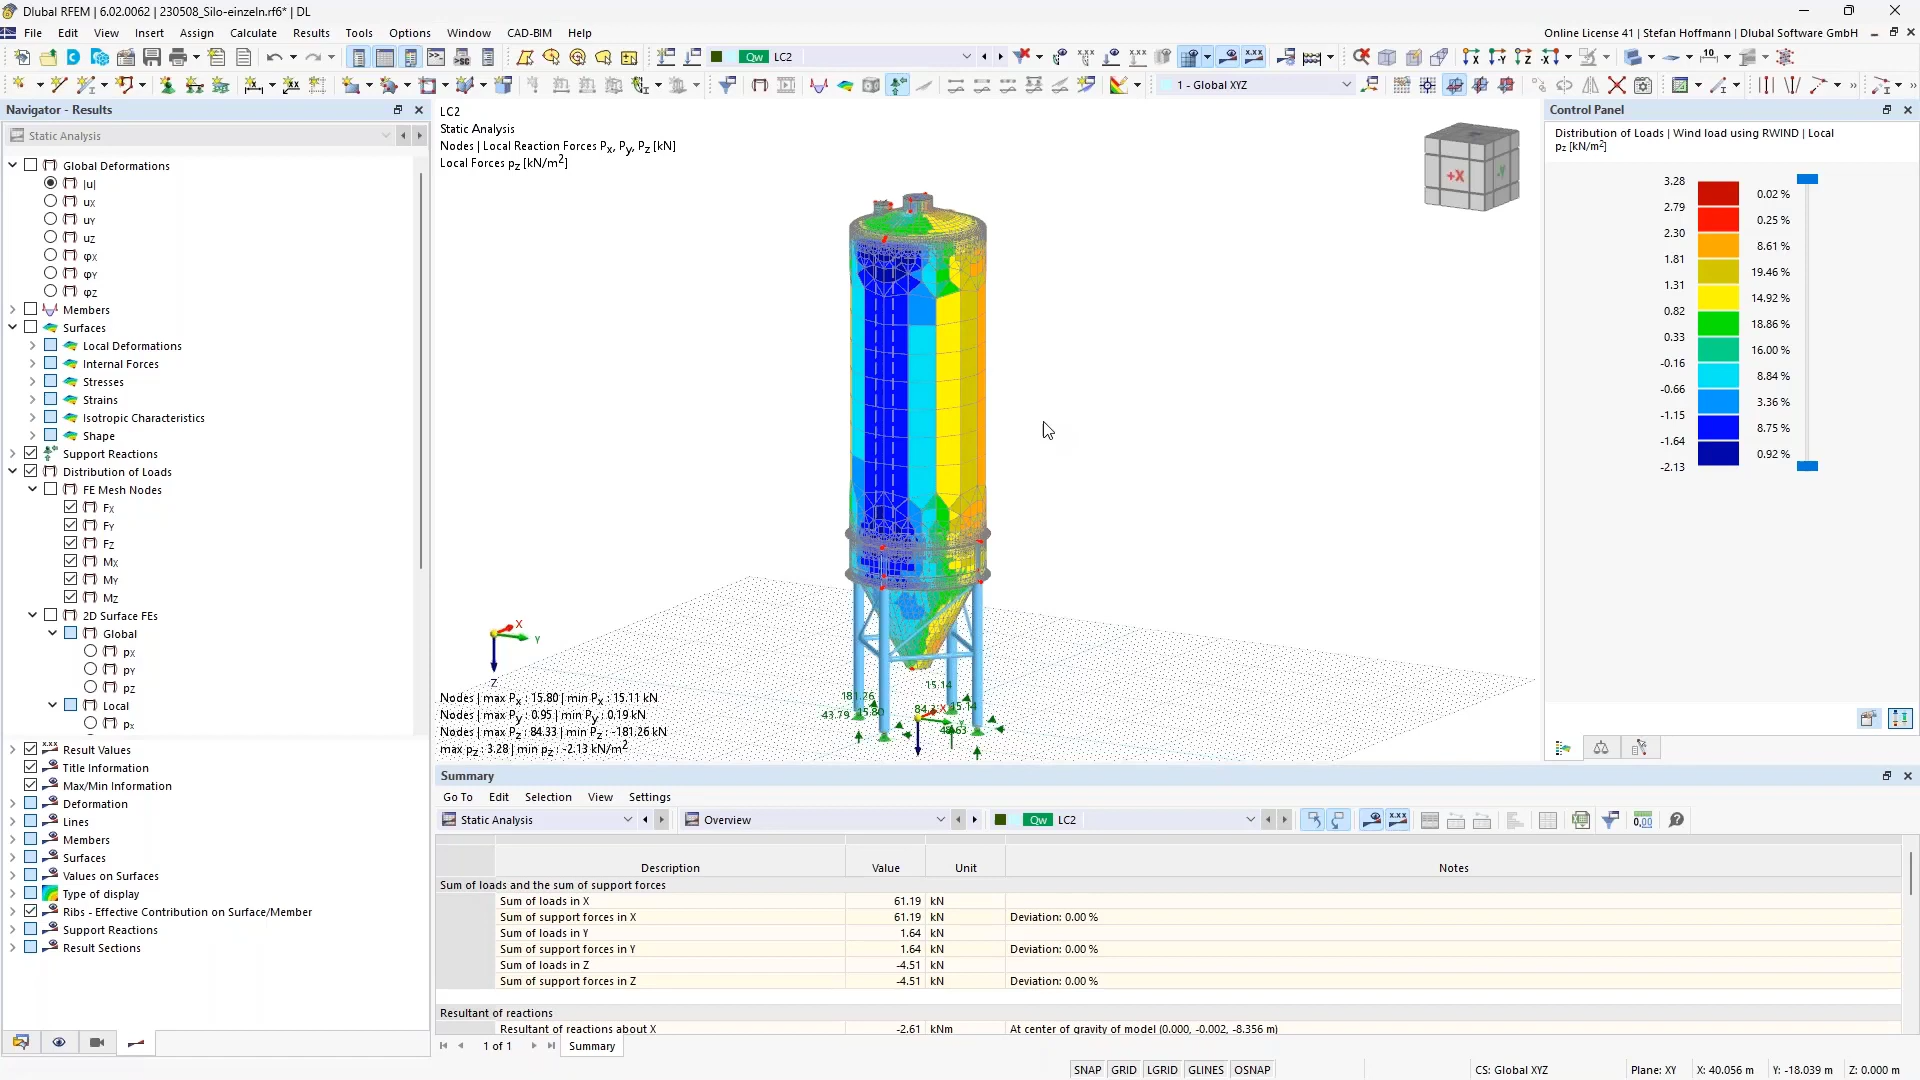 Dlubal RFEM | 6.02.0062 | 230508_Silo-einzeln.rf6* | DL
File Edit View Insert Assign Calculate Results Tools Options Window CAD-BIM Help
Online License 41 | Stefan Hoffmann | Dlubal Software GmbH
Qw LC2
1 - Global XYZ
Navigator - Results
Static Analysis
Global Deformations
|u|
uX
uY
uZ
φX
φY
φZ
Members
Surfaces
Local Deformations
Internal Forces
Stresses
Strains
Isotropic Characteristics
Shape
Support Reactions
Distribution of Loads
FE Mesh Nodes
FX
FY
FZ
MX
MY
MZ
2D Surface FEs
Global
pX
pY
pZ
Local
px
Result Values
Title Information
Max/Min Information
Deformation
Lines
Members
Surfaces
Values on Surfaces
Type of display
Ribs - Effective Contribution on Surface/Member
Support Reactions
Result Sections
LC2
Static Analysis
Nodes | Local Reaction Forces Px, Py, Pz [kN]
Local Forces pz [kN/m²]
+X
-Y
X
Y
Z
15.14
181.26
43.79
15.80
Nodes | max Px : 15.80 | min Px : 15.11 kN
Nodes | max Py : 0.95 | min Py : 0.19 kN
Nodes | max Pz : 84.33 | min Pz : -181.26 kN
max pz : 3.28 | min pz : -2.13 kN/m²
Control Panel
Distribution of Loads | Wind load using RWIND | Local
pz [kN/m²]
3.28
0.02 %
2.79
0.25 %
2.30
8.61 %
1.81
19.46 %
1.31
14.92 %
0.82
18.86 %
0.33
16.00 %
-0.16
8.84 %
-0.66
3.36 %
-1.15
8.75 %
-1.64
0.92 %
-2.13
Summary
Go To Edit Selection View Settings
Static Analysis Overview Qw LC2
Description Value Unit Notes
Sum of loads and the sum of support forces
Sum of loads in X 61.19 kN
Sum of support forces in X 61.19 kN Deviation: 0.00 %
Sum of loads in Y 1.64 kN
Sum of support forces in Y 1.64 kN Deviation: 0.00 %
Sum of loads in Z -4.51 kN
Sum of support forces in Z -4.51 kN Deviation: 0.00 %
Resultant of reactions
Resultant of reactions about X -2.61 kNm At center of gravity of model (0.000, -0.002, -8.356 m)
1 of 1 Summary
SNAP GRID LGRID GLINES OSNAP CS: Global XYZ Plane: XY X: 40.056 m Y: -18.039 m Z: 0.000 m